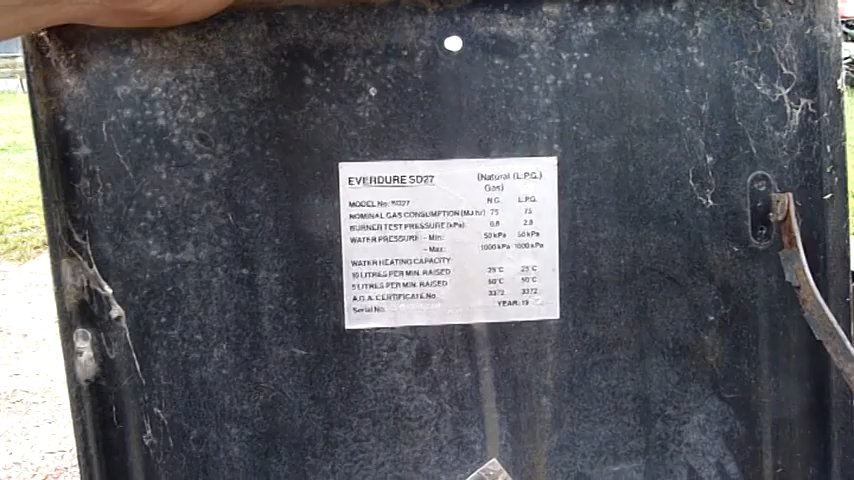 EVERDURE SD27 (Natural (L.P.G.)
Gas)
MODEL No: SD27 N.G. L.P.G.
NOMINAL GAS CONSUMPTION (MJ/hr) 75 75
BURNER TEST PRESSURE (kPa) 0.8 2.8
WATER PRESSURE: - Min: 50 kPa 50 kPa
- Max: 1000 kPa 1000 kPa
WATER HEATING CAPACITY
10 LITRES PER MIN. RAISED 25°C 25°C
5 LITRES PER MIN. RAISED 50°C 50°C
A.G.A. CERTIFICATE No. 3372 3372
Serial No. YEAR: 19